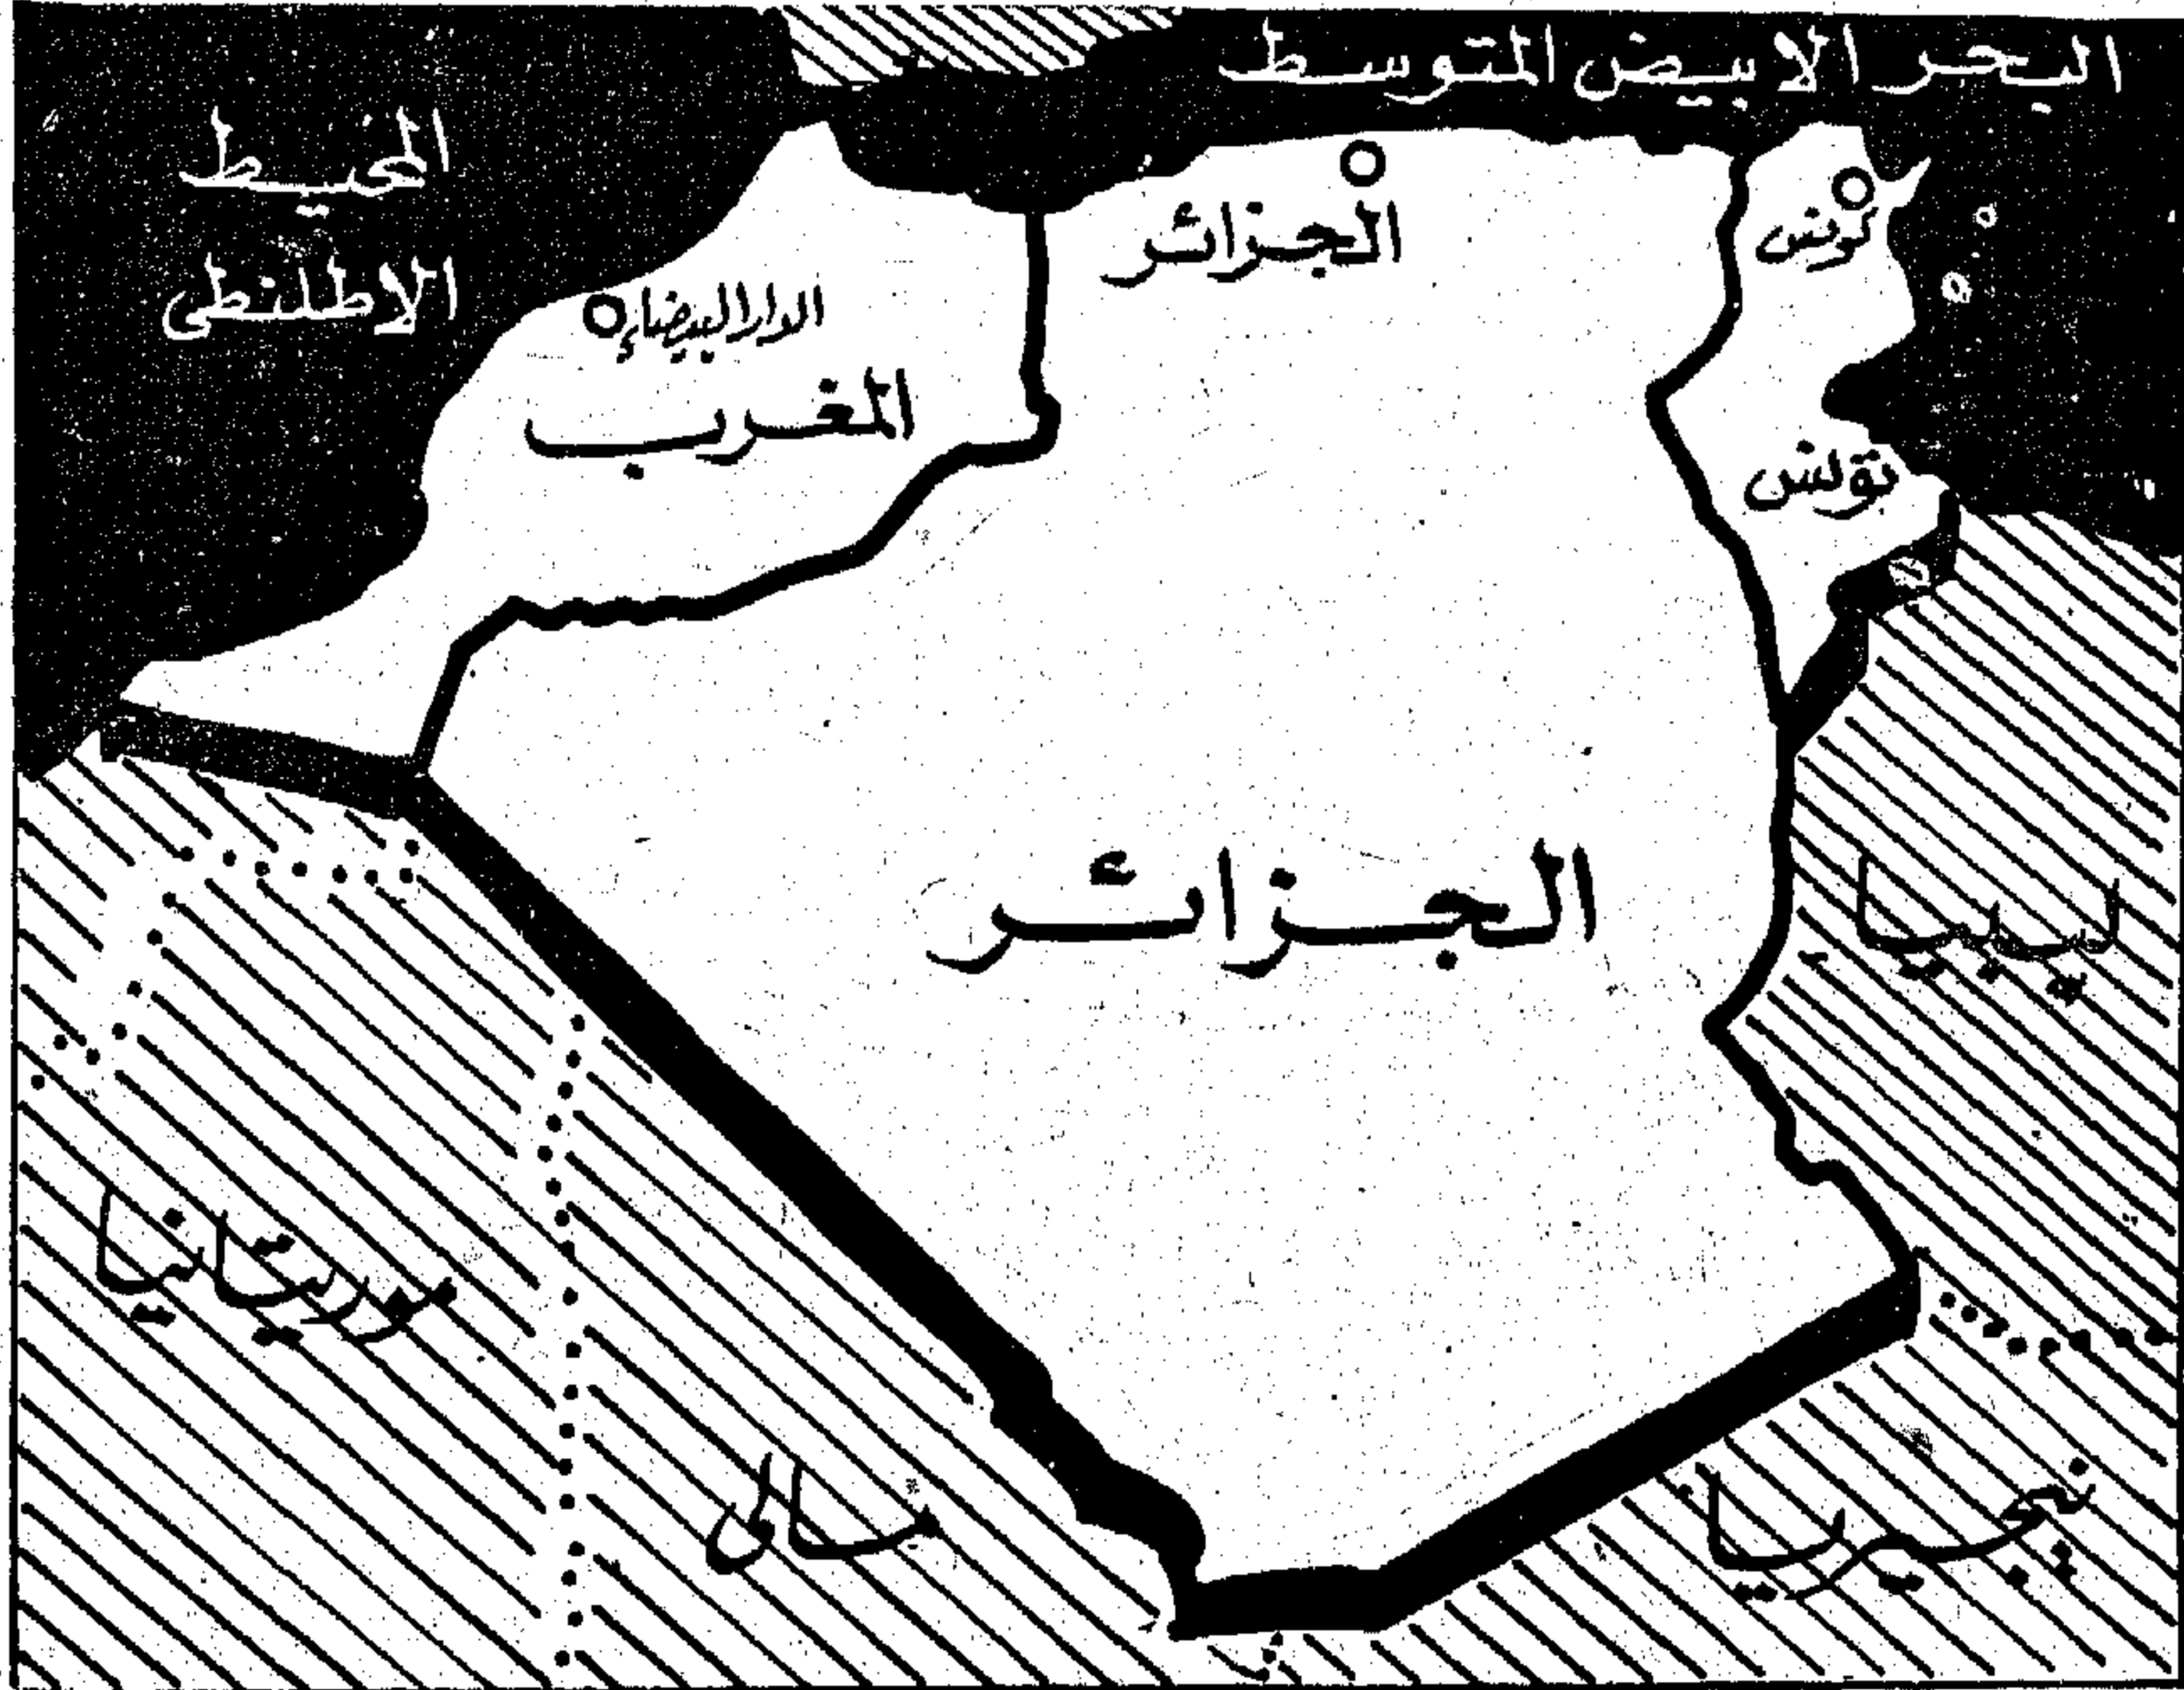 البحر الابيض المتوسط
المحيط
الاطلنطى
الجزائر
تونس
الدار البيضاء
المغرب
تونس
الجزائر
ليبيا
موريتانيا
مالى
نيجيريا